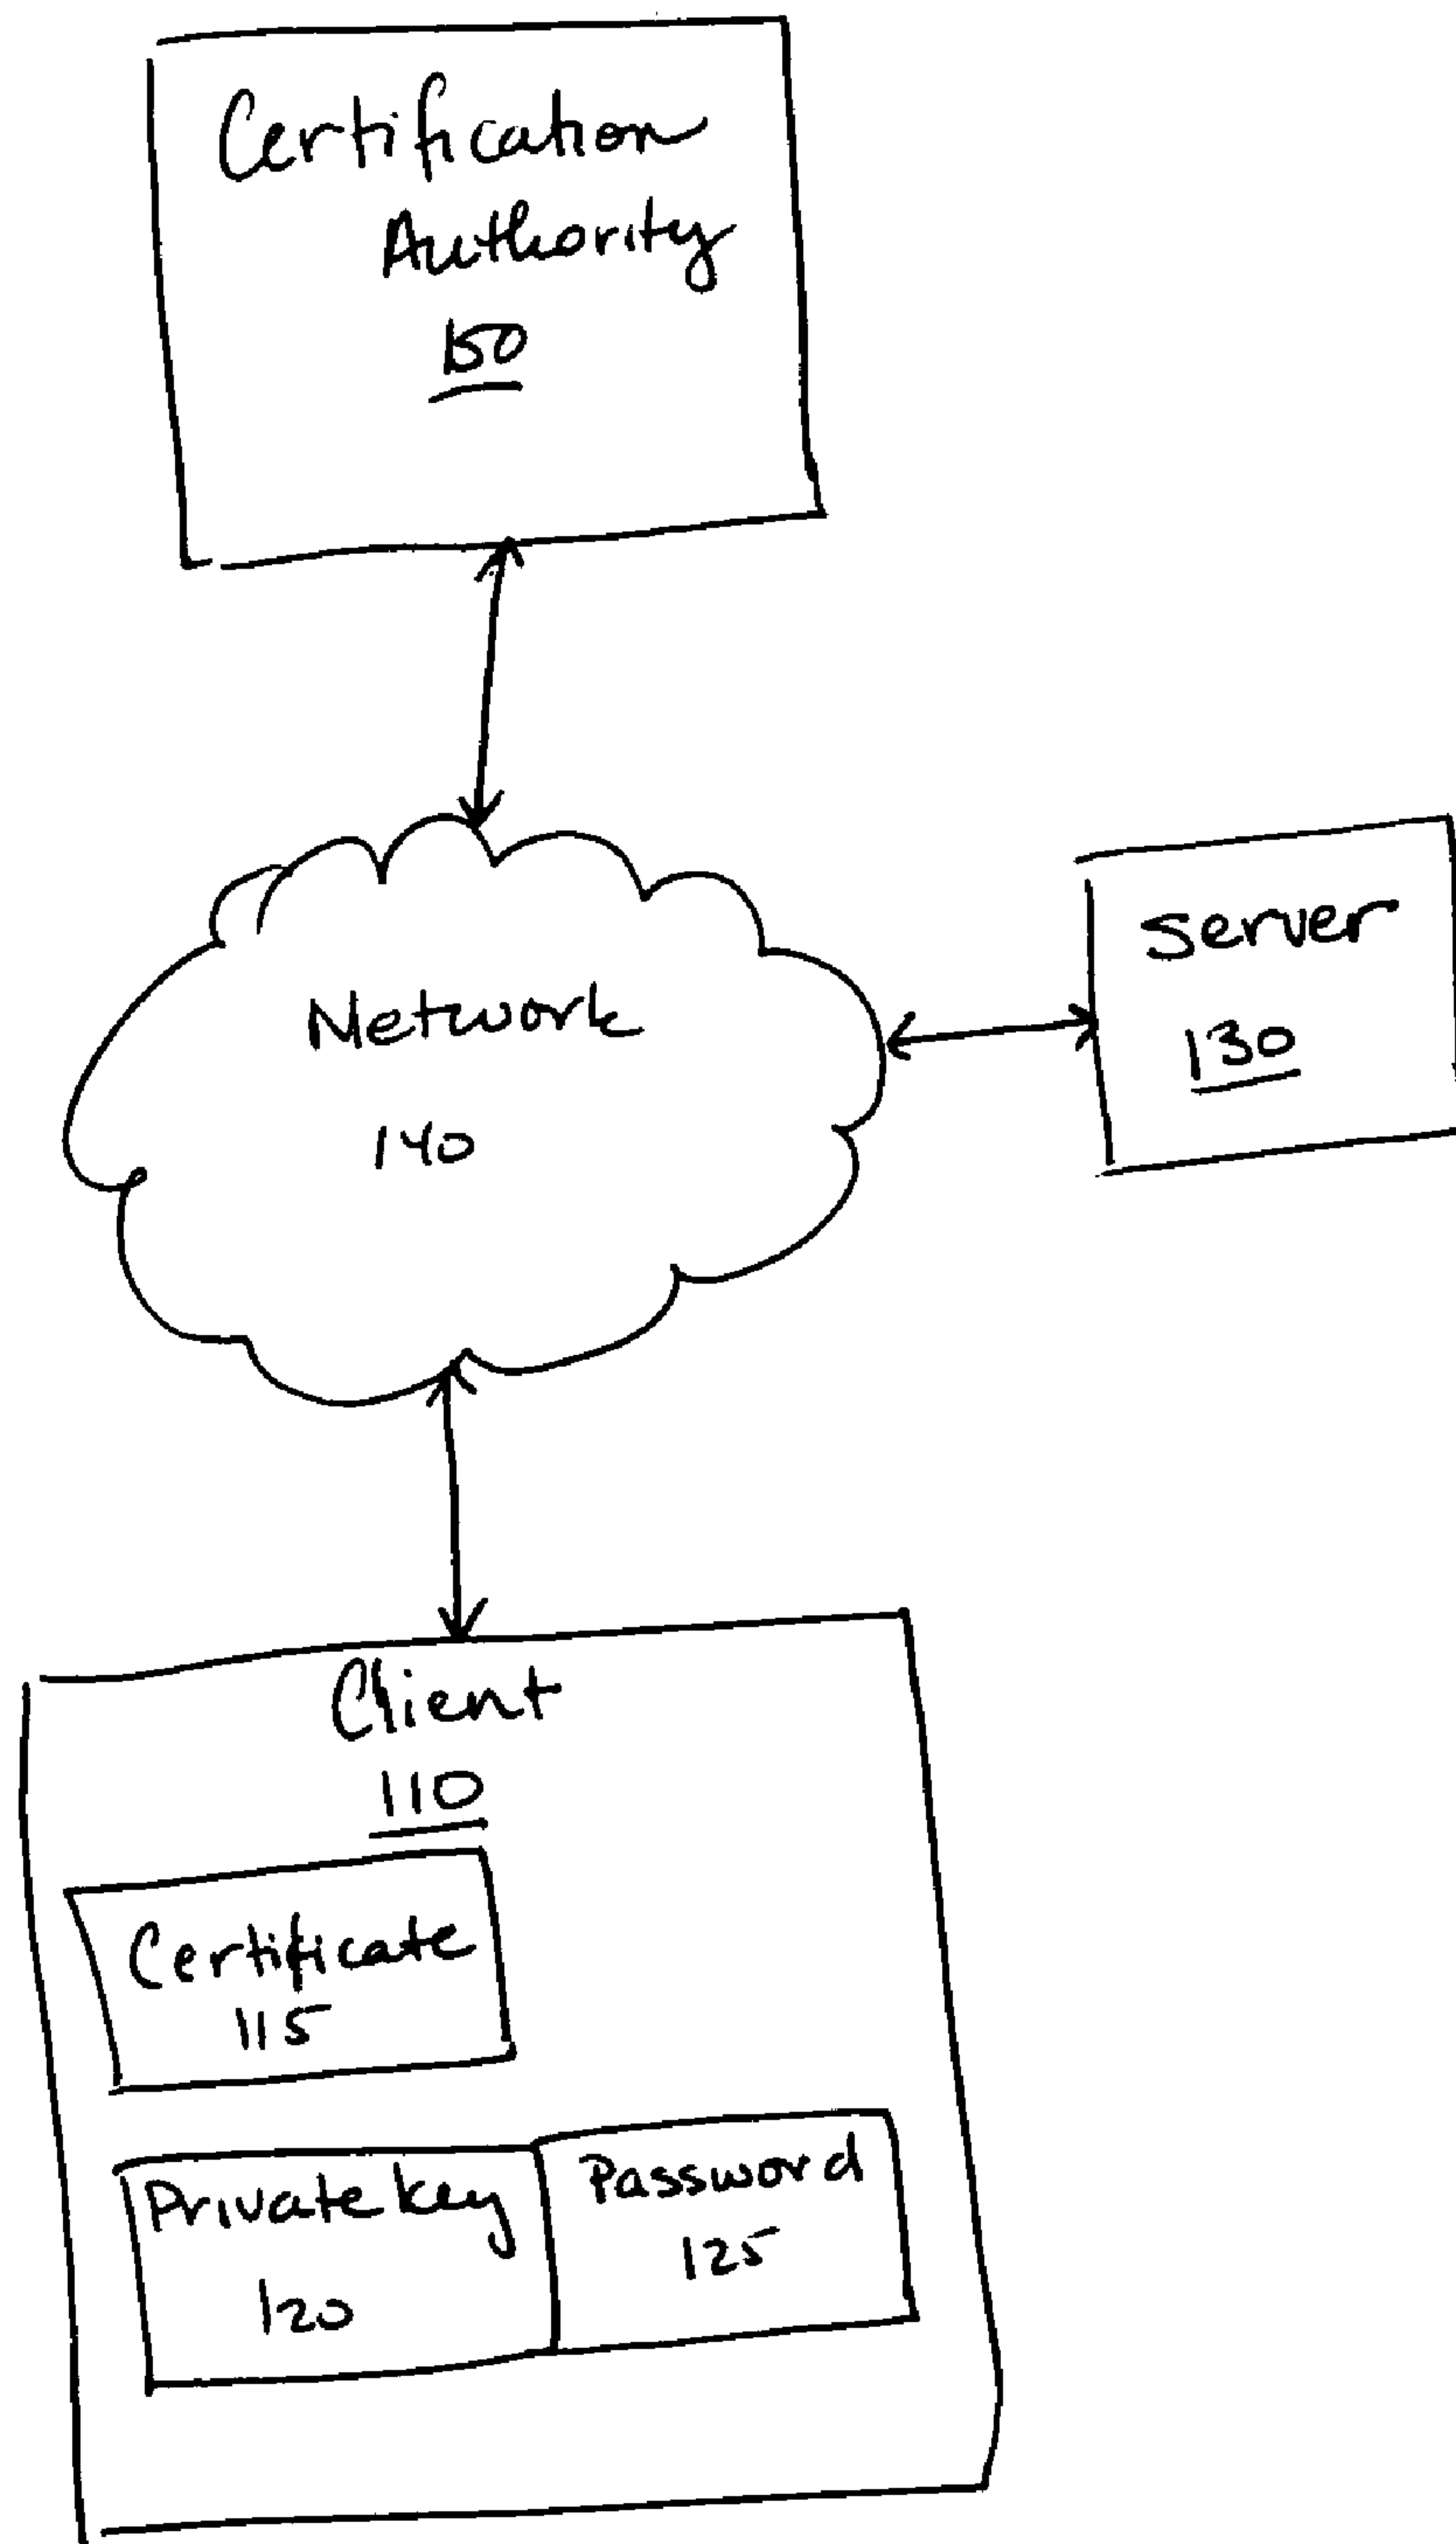 Certification
Authority
150
Network
140
Server
130
Client
110
Certificate
115
Private key
120
Password
125